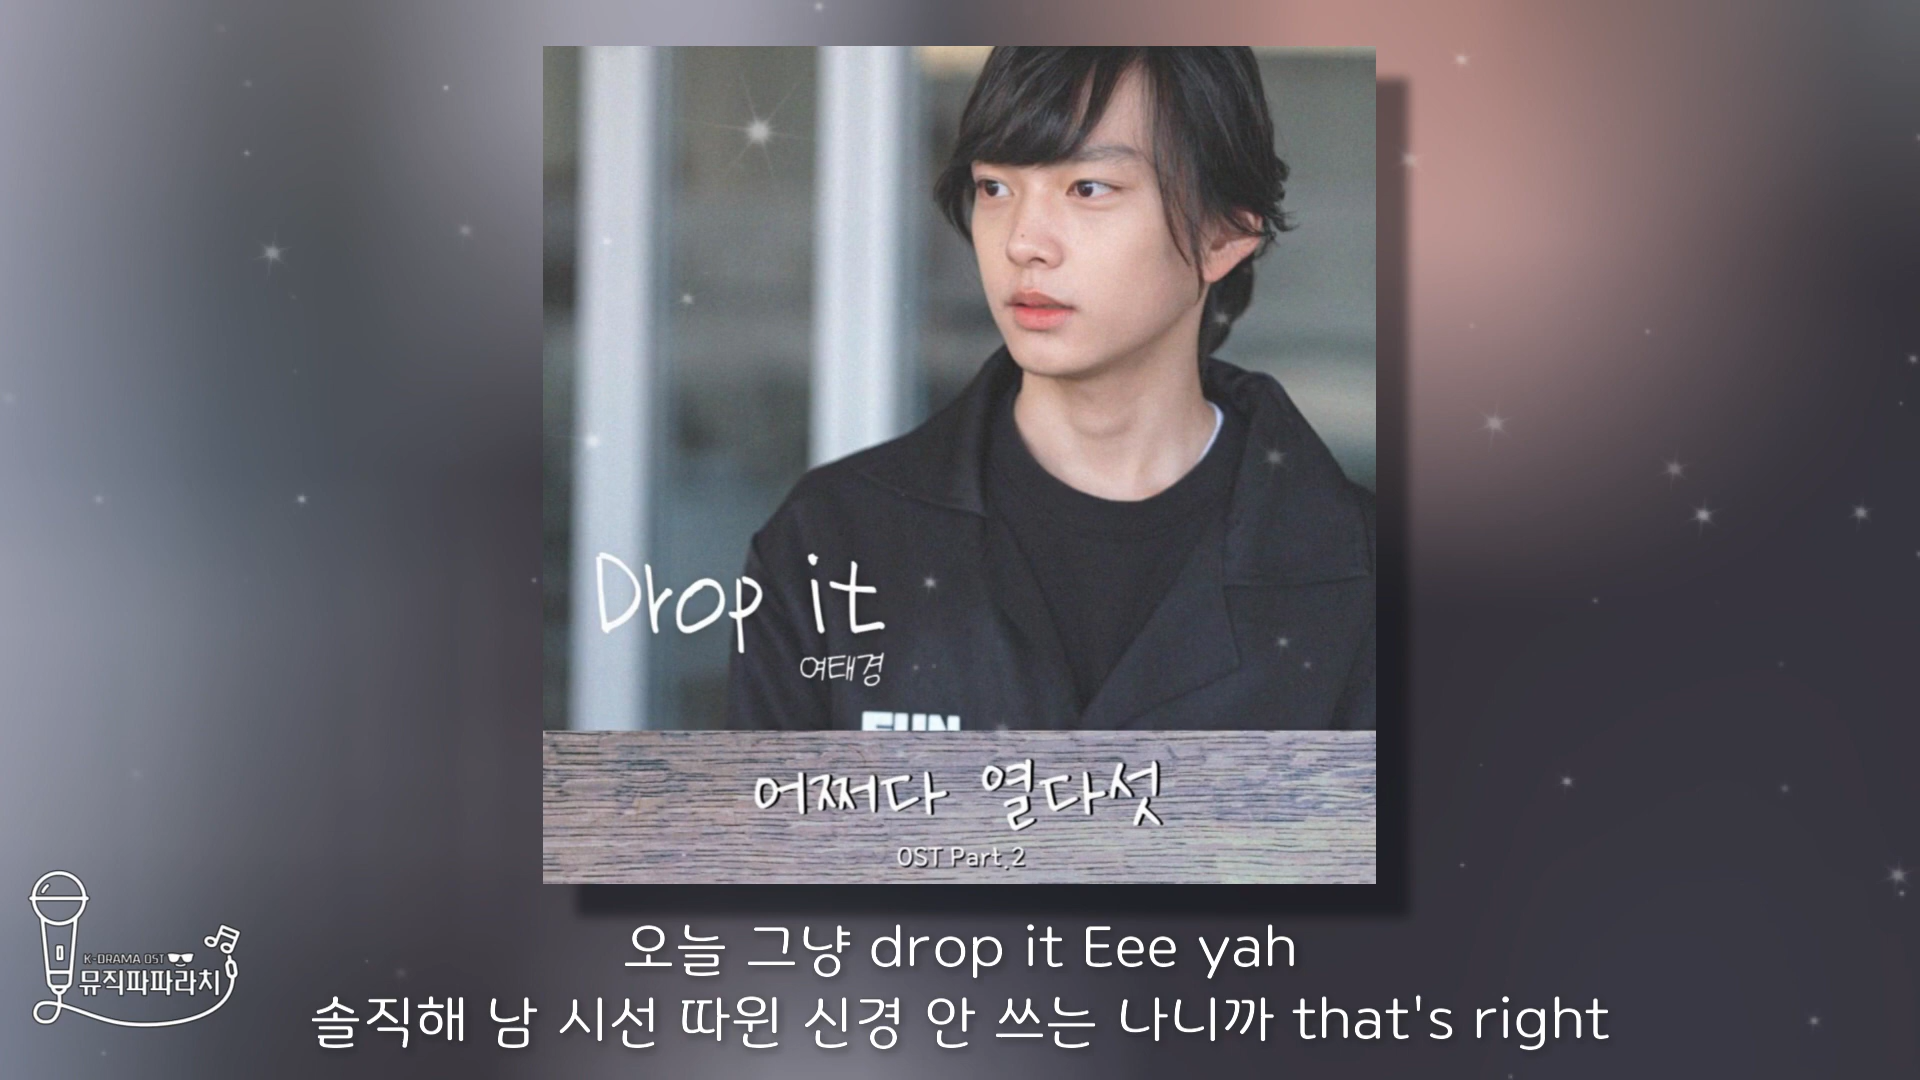 Drop it
여태경
FUN
어쩌다 열다섯
OST Part.2
K-DRAMA OST
뮤직파파라치
오늘 그냥 drop it Eee yah
솔직해 남 시선 따윈 신경 안 쓰는 나니까 that's right